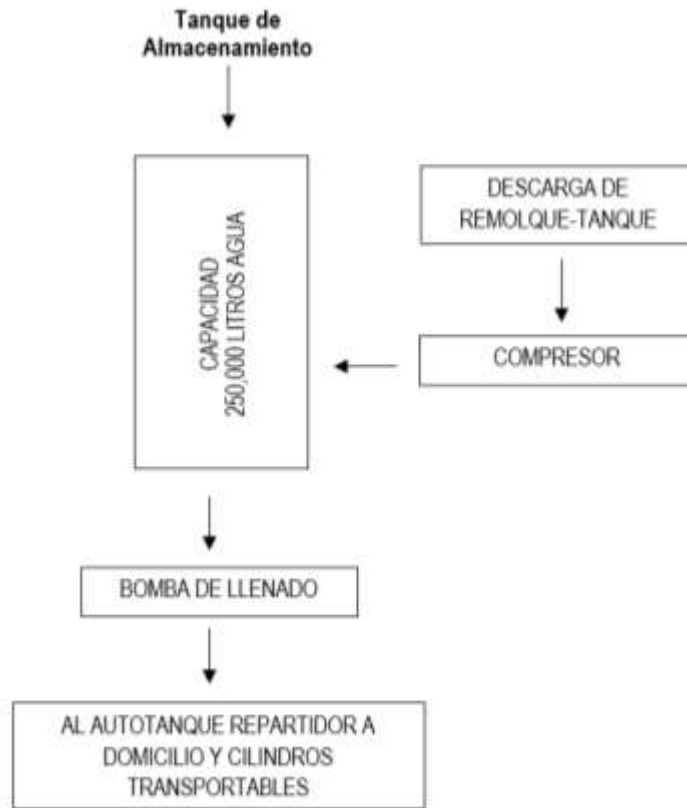 Tanque de
Almacenamiento
CAPACIDAD
250,000 LITROS AGUA
DESCARGA DE
REMOLQUE-TANQUE
COMPRESOR
BOMBA DE LLENADO
AL AUTOTANQUE REPARTIDOR A
DOMICILIO Y CILINDROS
TRANSPORTABLES